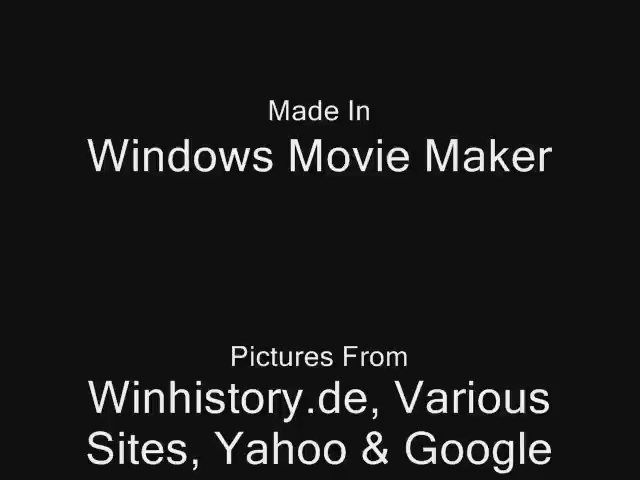 Made In
Windows Movie Maker
Pictures From
Winhistory.de, Various
Sites, Yahoo & Google